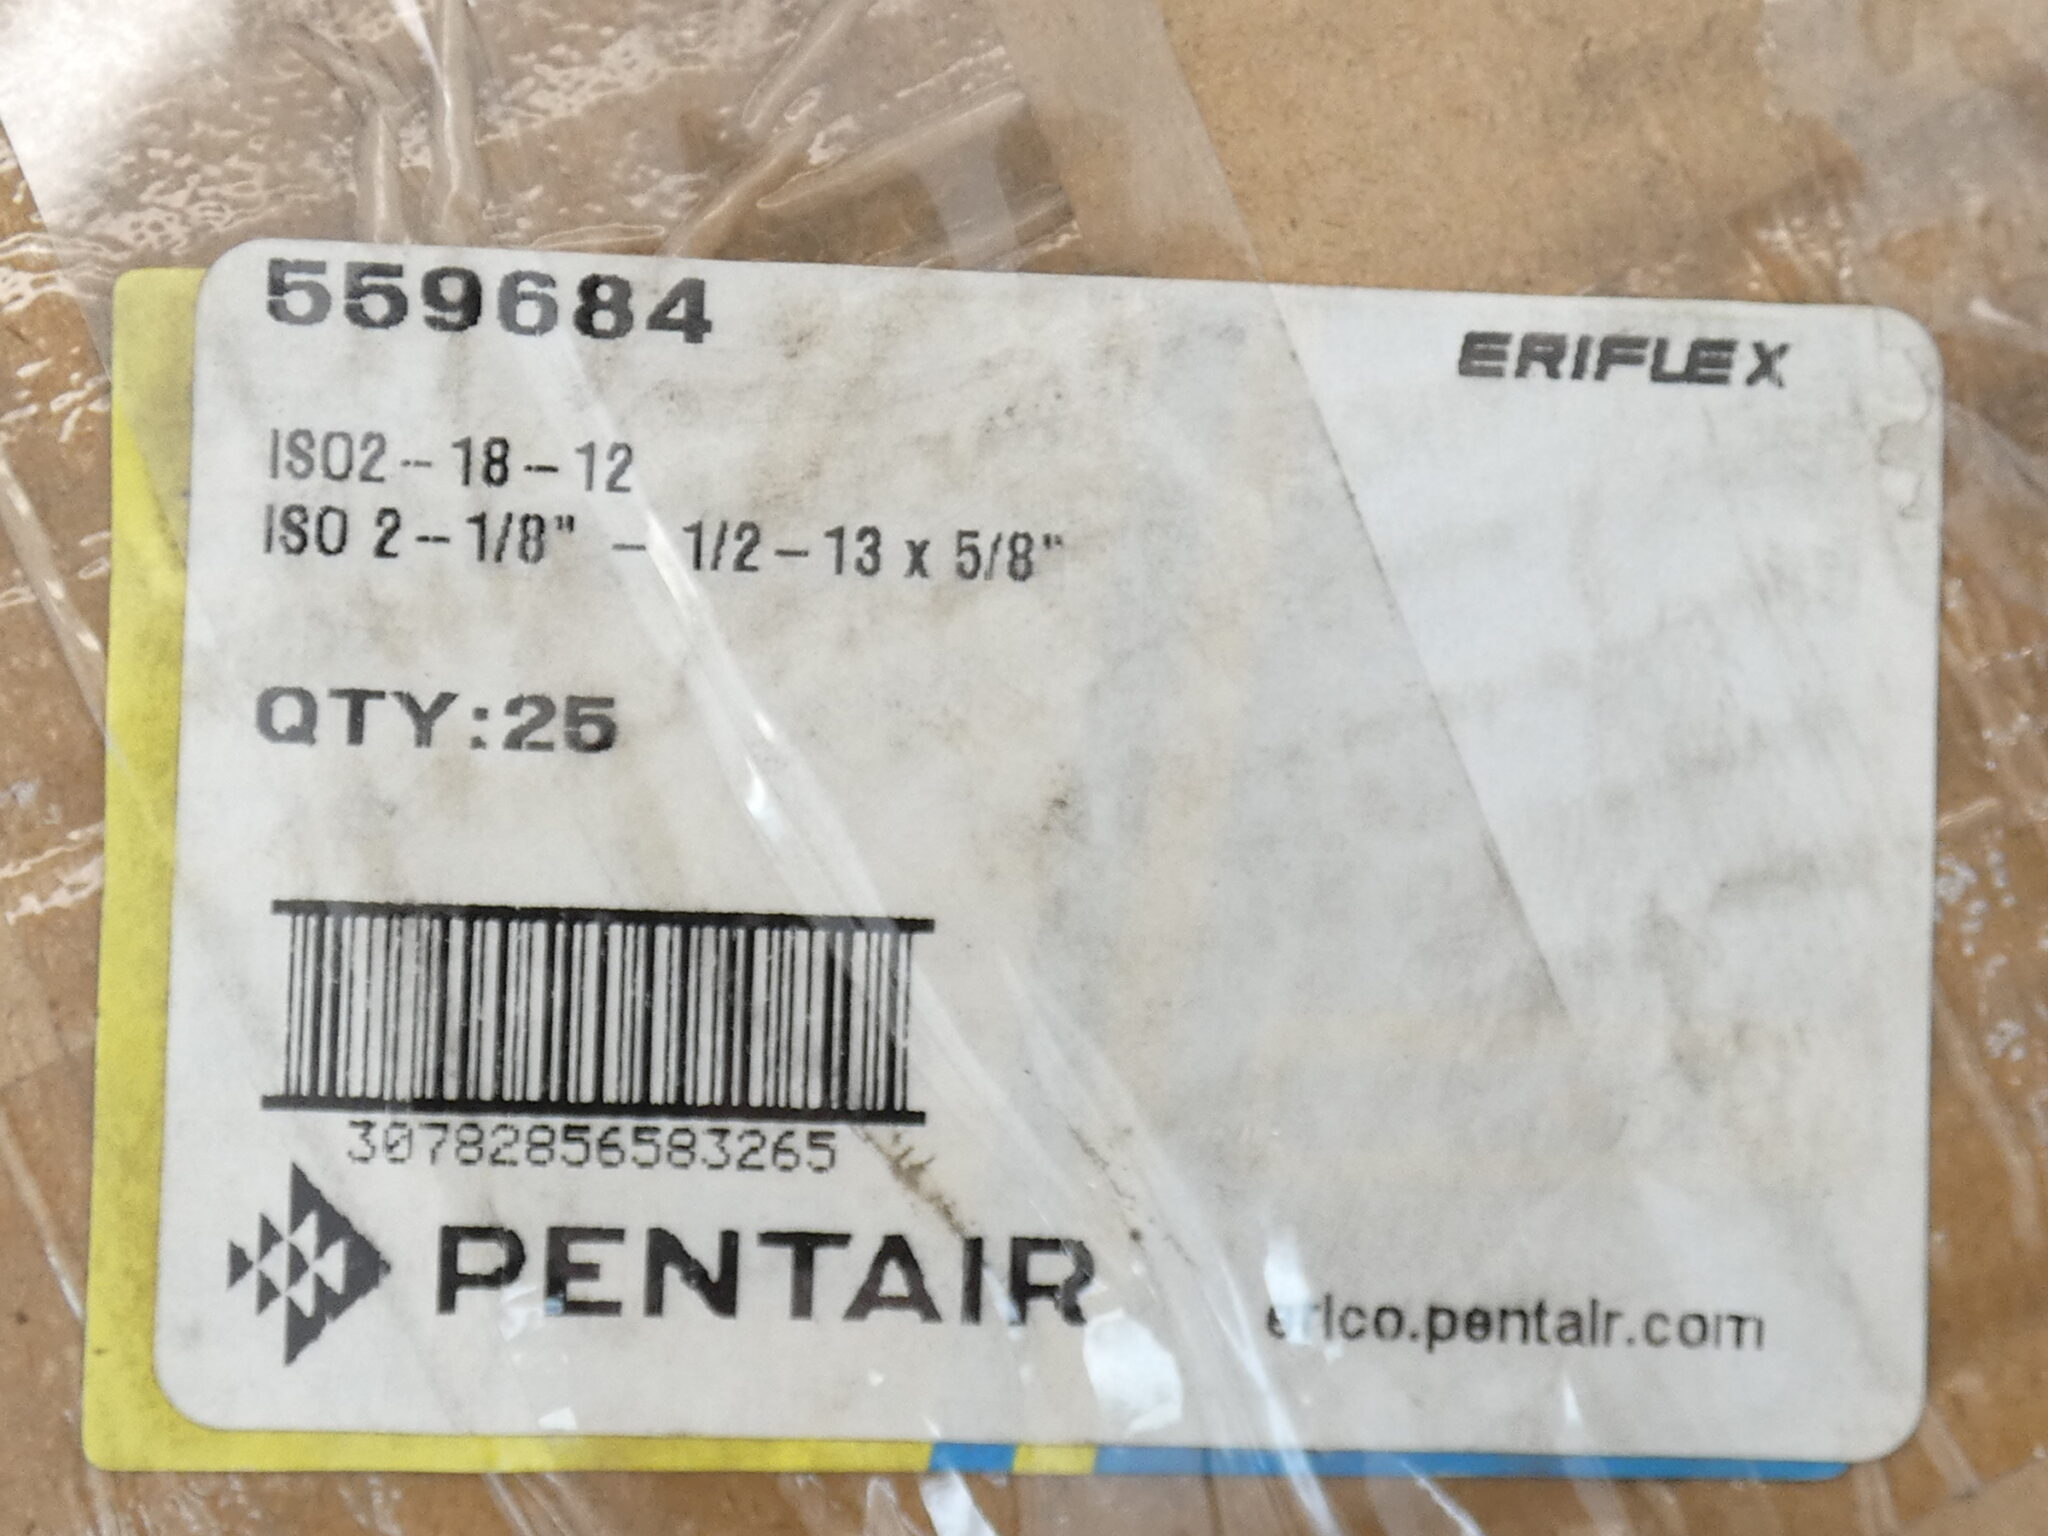 559684
ERIFLEX
ISO2-18-12
ISO 2-1/8" - 1/2-13 x 5/8"
QTY:25
30782856583265
PENTAIR
erico.pentair.com